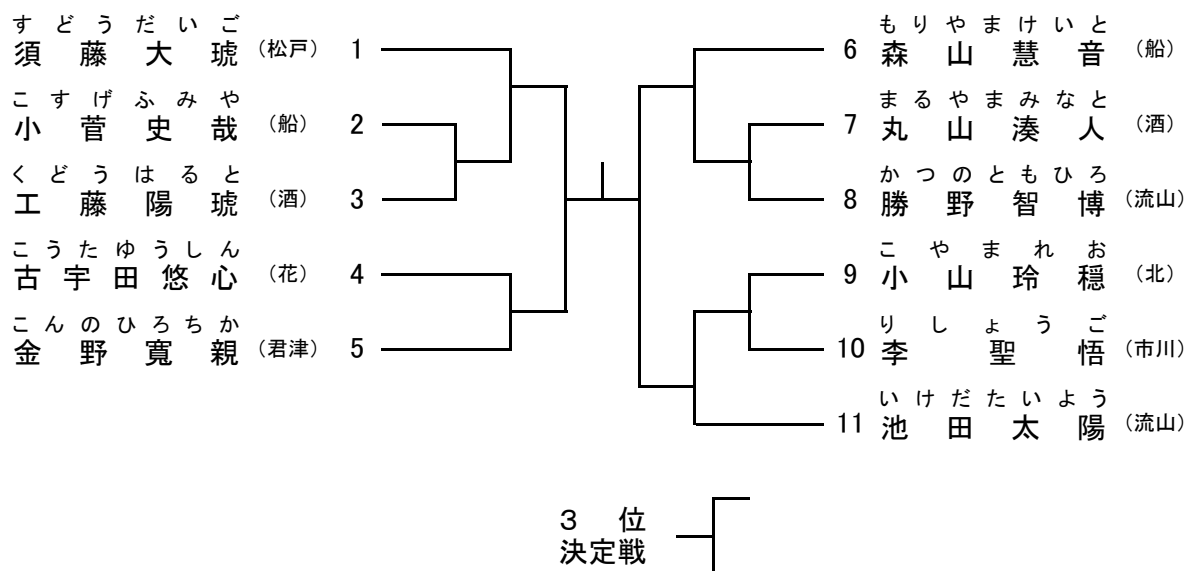 すどうだいご
須藤大琥（松戸）1
こすげふみや
小菅史哉（船）2
くどうはると
工藤陽琥（酒）3
こうたゆうしん
古宇田悠心（花）4
こんのひろちか
金野寛親（君津）5
もりやまけいと
6 森山慧音（船）
まるやまみなと
7 丸山湊人（酒）
かつのともひろ
8 勝野智博（流山）
こやまれお
9 小山玲穏（北）
りしょうご
10 李聖悟（市川）
いけだたいよう
11 池田太陽（流山）
３位
決定戦